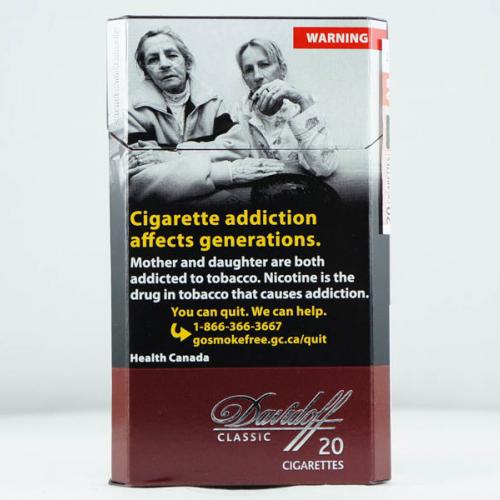 WARNING
Cigarette addiction
affects generations.
Mother and daughter are both
addicted to tobacco. Nicotine is the
drug in tobacco that causes addiction.
You can quit. We can help.
1-866-366-3667
gosmokefree.gc.ca/quit
Health Canada
Davidoff
CLASSIC
20
CIGARETTES